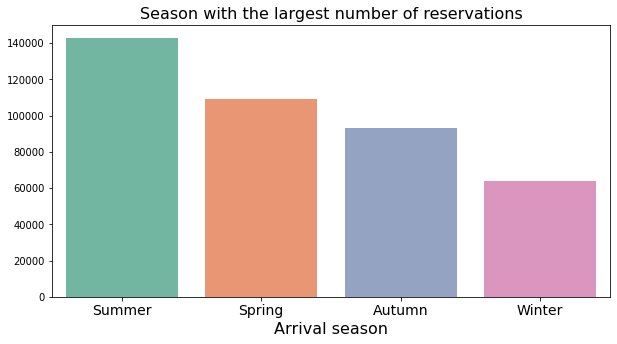 Season with the largest number of reservations
140000
120000
100000
80000
60000
40000
20000
0
Summer Spring Autumn Winter
Arrival season